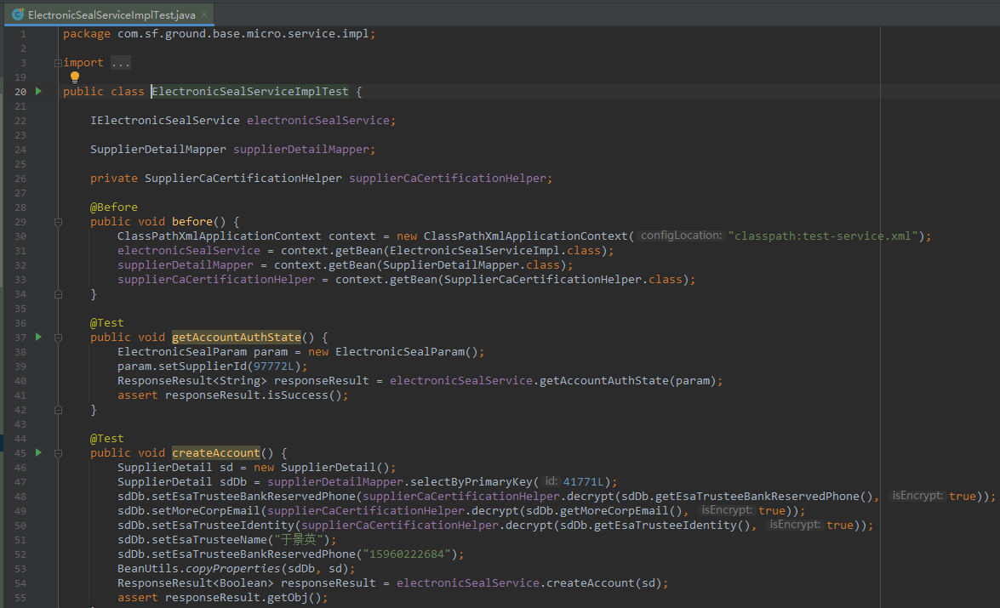 ElectronicSealServiceImplTest.java
1 package com.sf.ground.base.micro.service.impl;
2
3 import ...
19
20 public class ElectronicSealServiceImplTest {
21
22 IElectronicSealService electronicSealService;
23
24 SupplierDetailMapper supplierDetailMapper;
25
26 private SupplierCaCertificationHelper supplierCaCertificationHelper;
27
28 @Before
29 public void before() {
30 ClassPathXmlApplicationContext context = new ClassPathXmlApplicationContext( configLocation: "classpath:test-service.xml");
31 electronicSealService = context.getBean(ElectronicSealServiceImpl.class);
32 supplierDetailMapper = context.getBean(SupplierDetailMapper.class);
33 supplierCaCertificationHelper = context.getBean(SupplierCaCertificationHelper.class);
34 }
35
36 @Test
37 public void getAccountAuthState() {
38 ElectronicSealParam param = new ElectronicSealParam();
39 param.setSupplierId(97772L);
40 ResponseResult<String> responseResult = electronicSealService.getAccountAuthState(param);
41 assert responseResult.isSuccess();
42 }
43
44 @Test
45 public void createAccount() {
46 SupplierDetail sd = new SupplierDetail();
47 SupplierDetail sdDb = supplierDetailMapper.selectByPrimaryKey( id: 41771L);
48 sdDb.setEsaTrusteeBankReservedPhone(supplierCaCertificationHelper.decrypt(sdDb.getEsaTrusteeBankReservedPhone(), isEncrypt: true));
49 sdDb.setMoreCorpEmail(supplierCaCertificationHelper.decrypt(sdDb.getMoreCorpEmail(), isEncrypt: true));
50 sdDb.setEsaTrusteeIdentity(supplierCaCertificationHelper.decrypt(sdDb.getEsaTrusteeIdentity(), isEncrypt: true));
51 sdDb.setEsaTrusteeName("于景英");
52 sdDb.setEsaTrusteeBankReservedPhone("15960222684");
53 BeanUtils.copyProperties(sdDb, sd);
54 ResponseResult<Boolean> responseResult = electronicSealService.createAccount(sd);
55 assert responseResult.getObj();